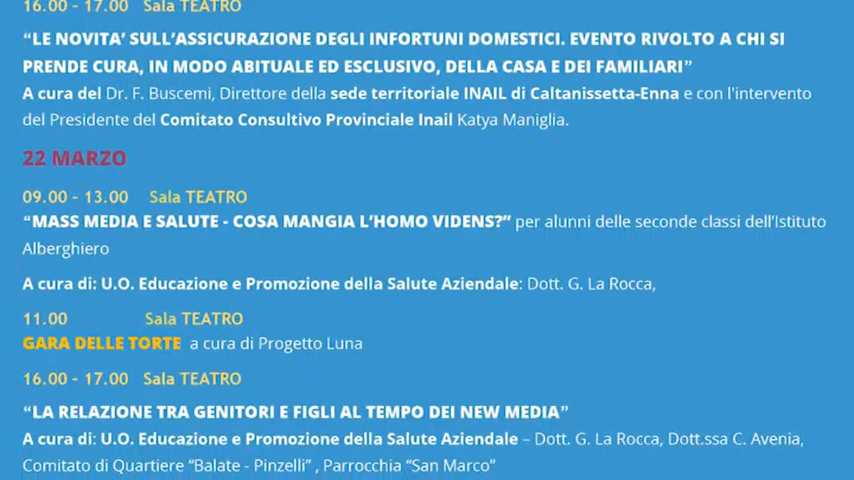 16.00 - 17.00 Sala TEATRO
“LE NOVITA’ SULL’ASSICURAZIONE DEGLI INFORTUNI DOMESTICI. EVENTO RIVOLTO A CHI SI
PRENDE CURA, IN MODO ABITUALE ED ESCLUSIVO, DELLA CASA E DEI FAMILIARI”
A cura del Dr. F. Buscemi, Direttore della sede territoriale INAIL di Caltanissetta-Enna e con l'intervento
del Presidente del Comitato Consultivo Provinciale Inail Katya Maniglia.
22 MARZO
09.00 - 13.00 Sala TEATRO
“MASS MEDIA E SALUTE - COSA MANGIA L’HOMO VIDENS?” per alunni delle seconde classi dell’Istituto
Alberghiero
A cura di: U.O. Educazione e Promozione della Salute Aziendale: Dott. G. La Rocca,
11.00 Sala TEATRO
GARA DELLE TORTE a cura di Progetto Luna
16.00 - 17.00 Sala TEATRO
“LA RELAZIONE TRA GENITORI E FIGLI AL TEMPO DEI NEW MEDIA”
A cura di: U.O. Educazione e Promozione della Salute Aziendale – Dott. G. La Rocca, Dott.ssa C. Avenia,
Comitato di Quartiere “Balate - Pinzelli” , Parrocchia “San Marco”